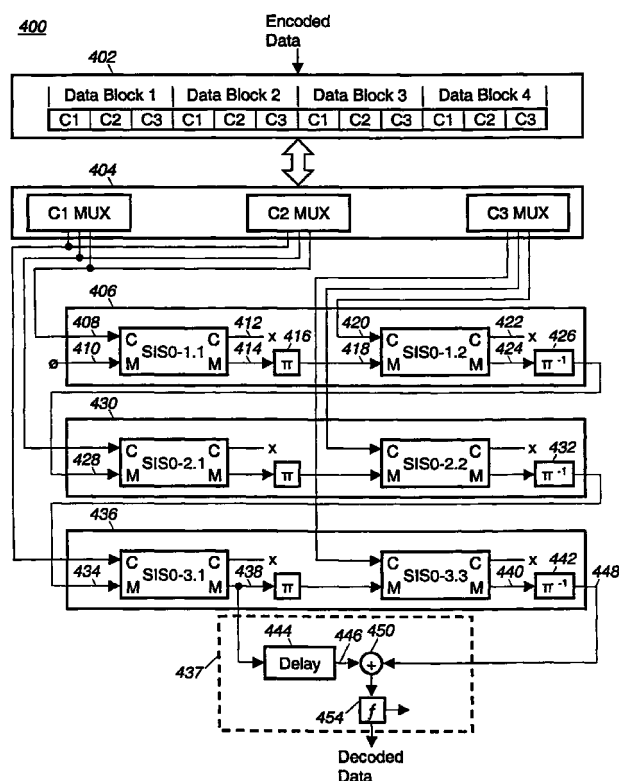 400
Encoded
Data
402
Data Block 1 Data Block 2 Data Block 3 Data Block 4
C1 C2 C3 C1 C2 C3 C1 C2 C3 C1 C2 C3
404
C1 MUX C2 MUX C3 MUX
406
408 C SIS0-1.1 C 412 x 416 420 C SIS0-1.2 C 422 x 426
ø 410 M M 414 π 418 M M 424 π⁻¹
430
C SIS0-2.1 C x C SIS0-2.2 C x 432
428 M M π M M π⁻¹
436
C SIS0-3.1 C x C SIS0-3.3 C x 442
434 M M 438 π M M 440 π⁻¹ 448
444 446 450
437 Delay +
454 f
Decoded
Data